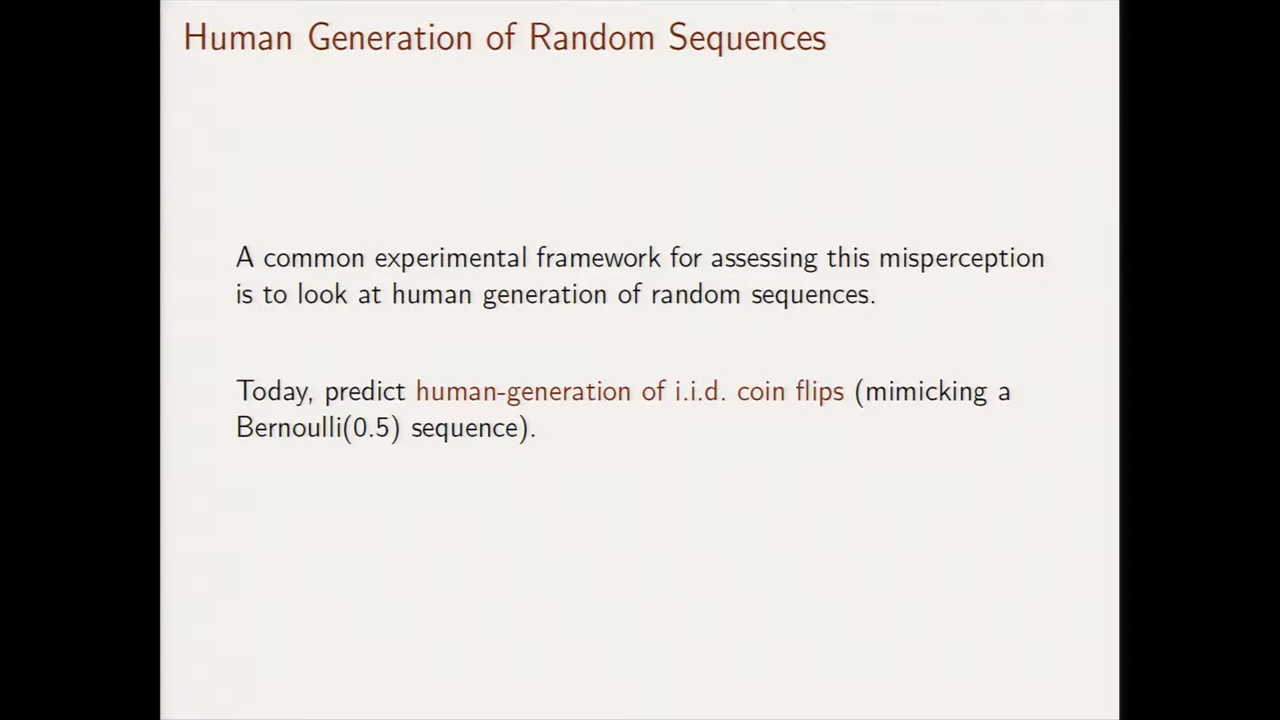 Human Generation of Random Sequences
A common experimental framework for assessing this misperception
is to look at human generation of random sequences.
Today, predict human-generation of i.i.d. coin flips (mimicking a
Bernoulli(0.5) sequence).